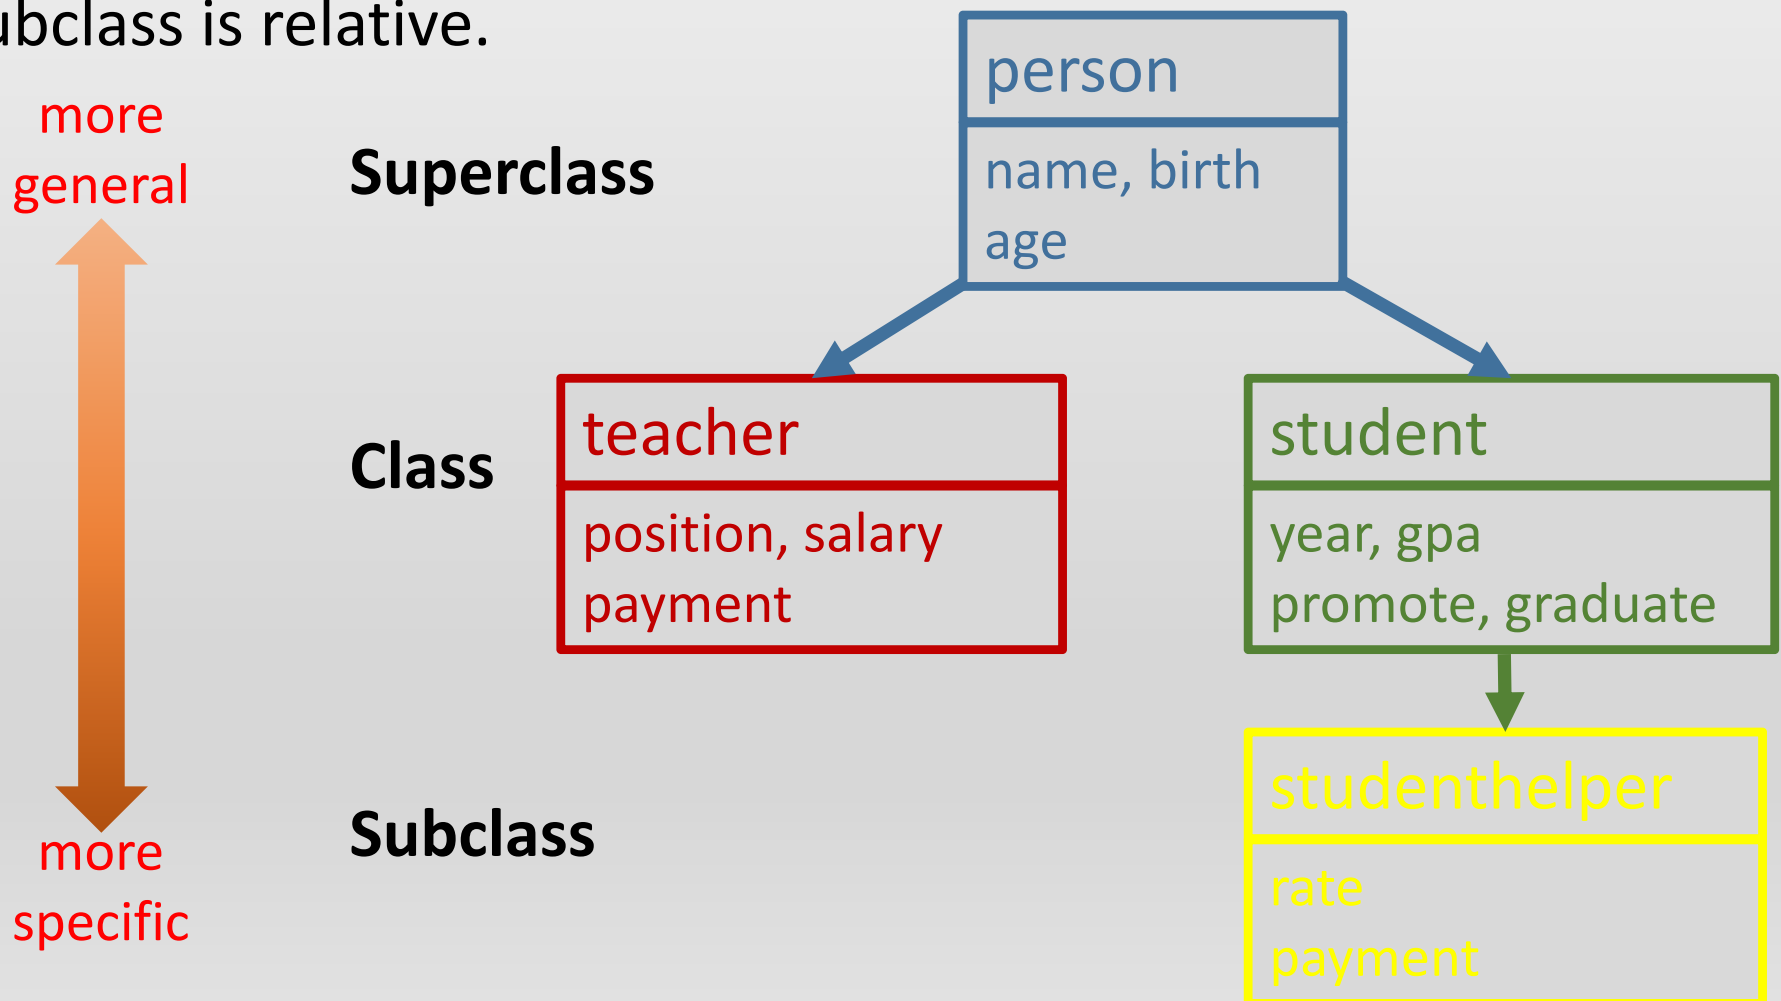 ubclass is relative.
more
general
Superclass
person
name, birth
age
Class
teacher
position, salary
payment
student
year, gpa
promote, graduate
Subclass
studenthelper
rate
payment
more
specific